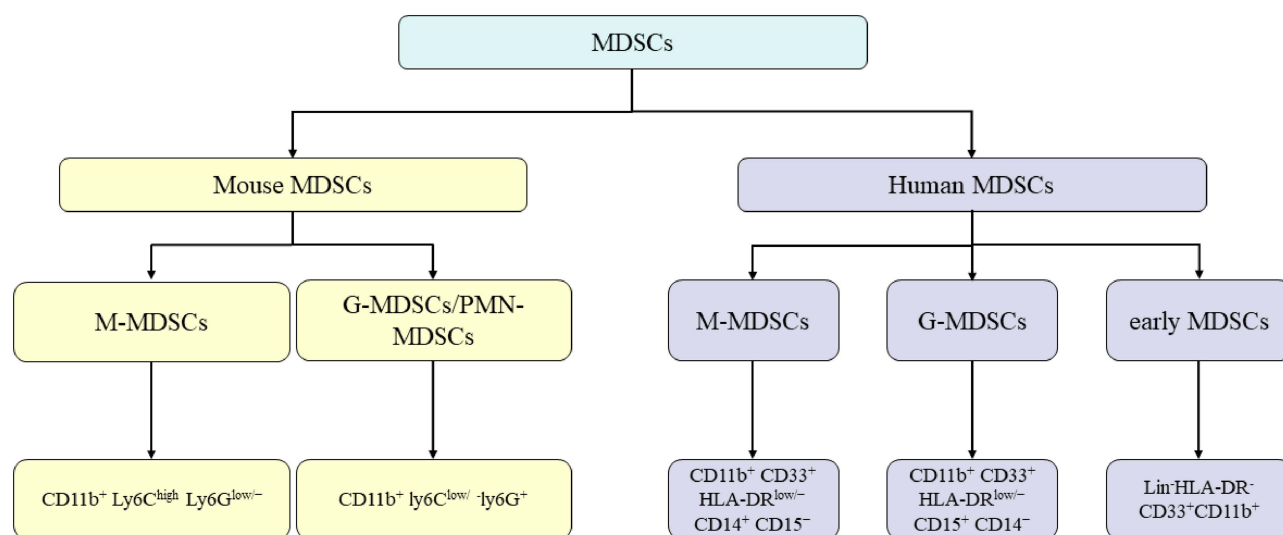 MDSCs
Mouse MDSCs
Human MDSCs
M-MDSCs
G-MDSCs/PMN-
MDSCs
M-MDSCs
G-MDSCs
early MDSCs
CD11b⁺ Ly6Cʰⁱᵍʰ Ly6Gˡᵒʷ/⁻
CD11b⁺ ly6Cˡᵒʷ/ ⁻ly6G⁺
CD11b⁺ CD33⁺
HLA-DRˡᵒʷ/⁻
CD14⁺ CD15⁻
CD11b⁺ CD33⁺
HLA-DRˡᵒʷ/⁻
CD15⁺ CD14⁻
Lin⁻HLA-DR⁻
CD33⁺CD11b⁺